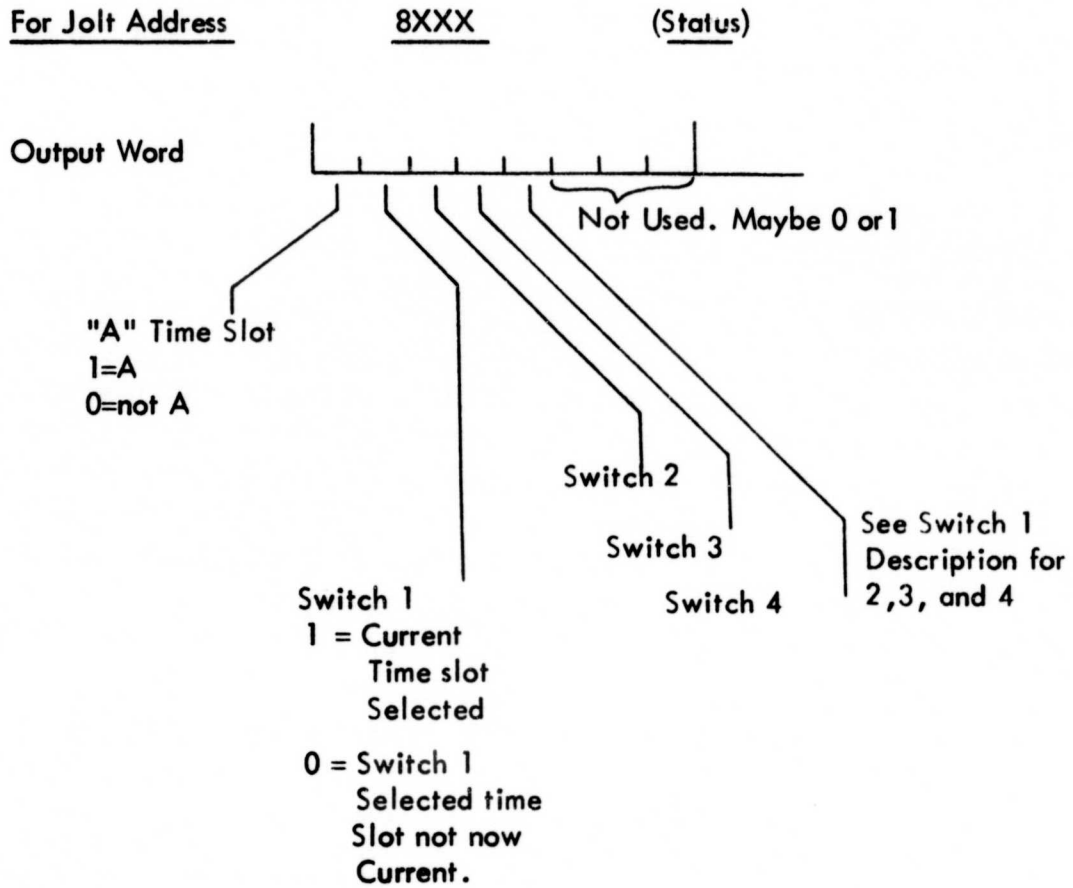 For Jolt Address 8XXX (Status)
Output Word
Not Used. Maybe 0 or 1
"A" Time Slot
1=A
0=not A
Switch 2
Switch 3
Switch 4
See Switch 1
Description for
2,3, and 4
Switch 1
1 = Current
Time slot
Selected
0 = Switch 1
Selected time
Slot not now
Current.